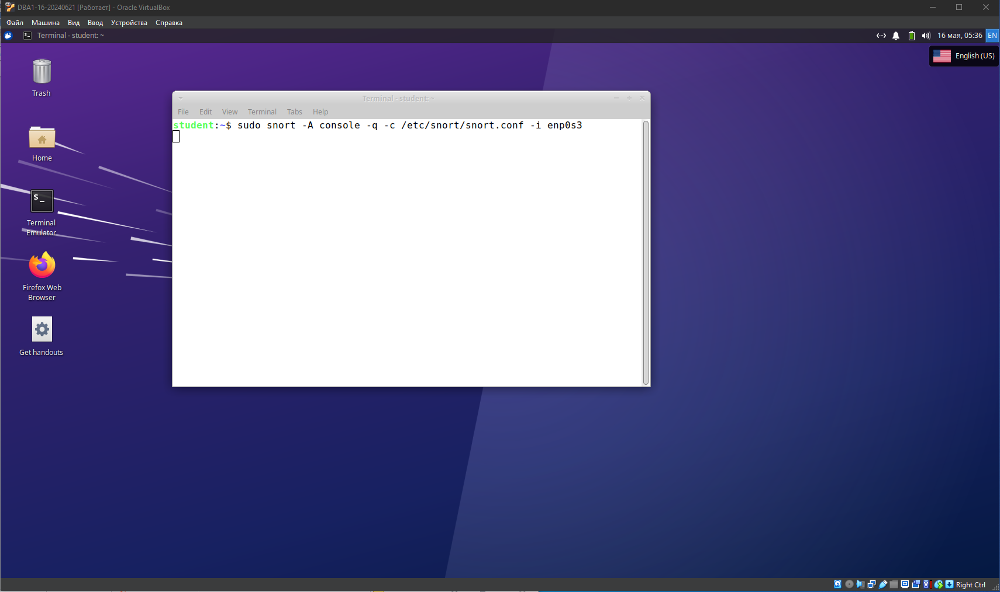 DBA1-16-20240621 [Работает] - Oracle VirtualBox
Файл Машина Вид Ввод Устройства Справка
Terminal - student: ~
16 мая, 05:36 EN
English (US)
Trash
Home
$_
Terminal
Emulator
Firefox Web
Browser
Get handouts
Terminal - student: ~
File Edit View Terminal Tabs Help
student:~$ sudo snort -A console -q -c /etc/snort/snort.conf -i enp0s3
Right Ctrl